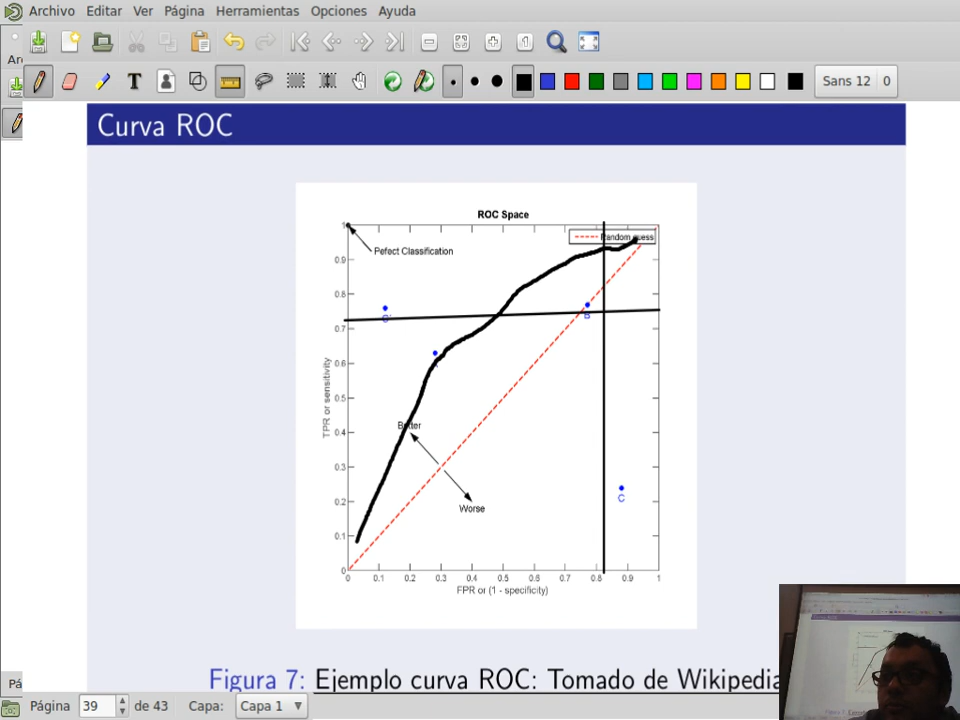 Archivo Editar Ver Página Herramientas Opciones Ayuda
Sans 12 0
Curva ROC
ROC Space
Random guess
Pefect Classification
1
0.9
0.8
0.7
0.6
0.5
0.4
0.3
0.2
0.1
0
TPR or sensitivity
C'
B
A
Better
Worse
C
0 0.1 0.2 0.3 0.4 0.5 0.6 0.7 0.8 0.9 1
FPR or (1 - specificity)
Figura 7: Ejemplo curva ROC: Tomado de Wikipedia
Página 39 de 43 Capa: Capa 1